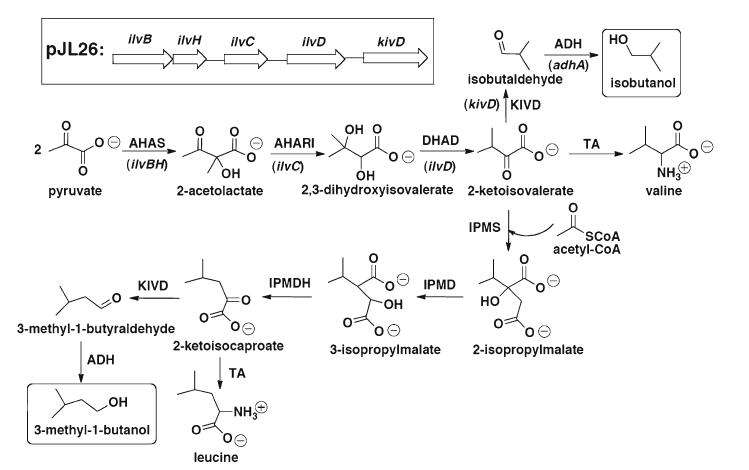 pJL26:
ilvB ilvH ilvC ilvD kivD
O
isobutaldehyde
ADH
(adhA)
HO
isobutanol
(kivD) KIVD
2
O
O
O ⊖
pyruvate
AHAS
(ilvBH)
O
O
O ⊖
OH
2-acetolactate
AHARI
(ilvC)
OH
O
O ⊖
OH
2,3-dihydroxyisovalerate
DHAD
(ilvD)
O
O
O ⊖
2-ketoisovalerate
TA
O
O ⊖
NH3 ⊕
valine
IPMS
O
SCoA
acetyl-CoA
O
O ⊖
HO
O
O ⊖
2-isopropylmalate
IPMD
O
O ⊖
OH
O
O ⊖
3-isopropylmalate
IPMDH
O
O
O ⊖
2-ketoisocaproate
KIVD
O
3-methyl-1-butyraldehyde
ADH
OH
3-methyl-1-butanol
TA
NH3 ⊕
O
O ⊖
leucine